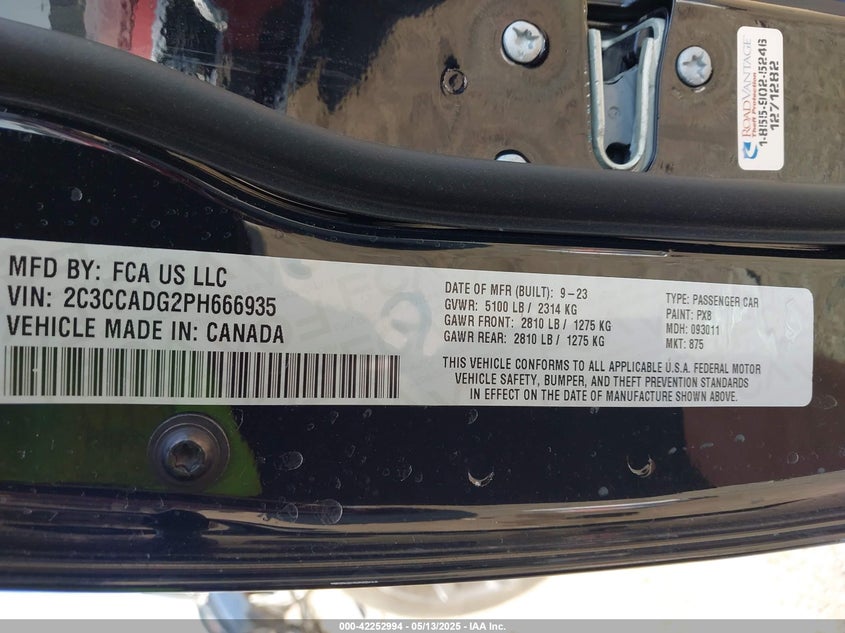 ROADVANTAGE
Theft Protection
1-855-902-5246
1271282
MFD BY: FCA US LLC
VIN: 2C3CCADG2PH666935
VEHICLE MADE IN: CANADA
DATE OF MFR (BUILT): 9-23
GVWR: 5100 LB / 2314 KG
GAWR FRONT: 2810 LB / 1275 KG
GAWR REAR: 2810 LB / 1275 KG
TYPE: PASSENGER CAR
PAINT: PX8
MDH: 093011
MKT: 875
THIS VEHICLE CONFORMS TO ALL APPLICABLE U.S.A. FEDERAL MOTOR
VEHICLE SAFETY, BUMPER, AND THEFT PREVENTION STANDARDS
IN EFFECT ON THE DATE OF MANUFACTURE SHOWN ABOVE.
000-42252994 — 05/13/2025 — IAA Inc.